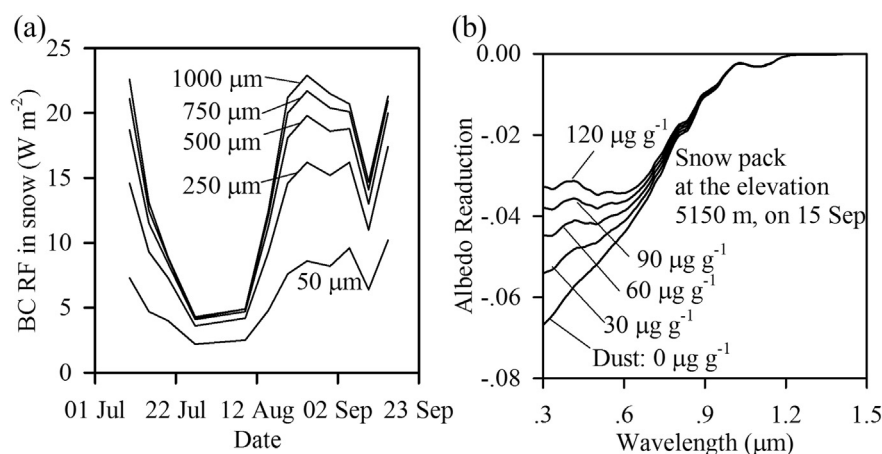 (a)
25
20
15
10
5
0
BC RF in snow (W m⁻²)
1000 μm
750 μm
500 μm
250 μm
50 μm
01 Jul 22 Jul 12 Aug 02 Sep 23 Sep
Date
(b)
0.00
-.02
-.04
-.06
-.08
Albedo Readuction
120 μg g⁻¹
Snow pack
at the elevation
5150 m, on 15 Sep
90 μg g⁻¹
60 μg g⁻¹
30 μg g⁻¹
Dust: 0 μg g⁻¹
.3 .6 .9 1.2 1.5
Wavelength (μm)